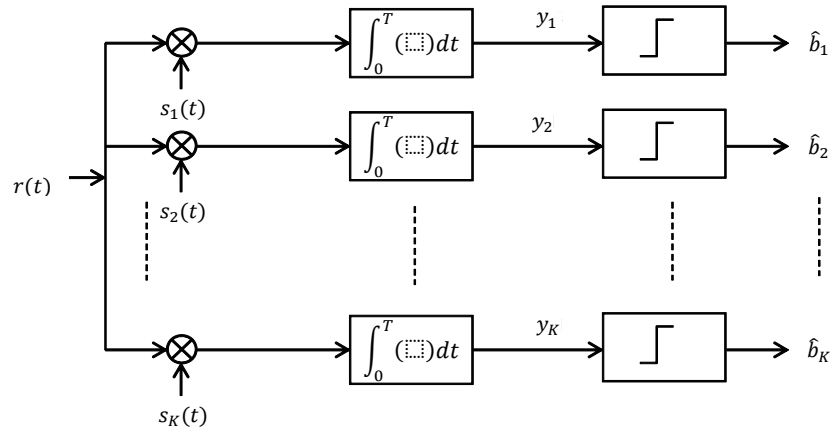 y₁
∫₀ᵀ (⬚)dt
b̂₁
s₁(t)
y₂
∫₀ᵀ (⬚)dt
b̂₂
r(t)
s₂(t)
y_K
∫₀ᵀ (⬚)dt
b̂_K
s_K(t)